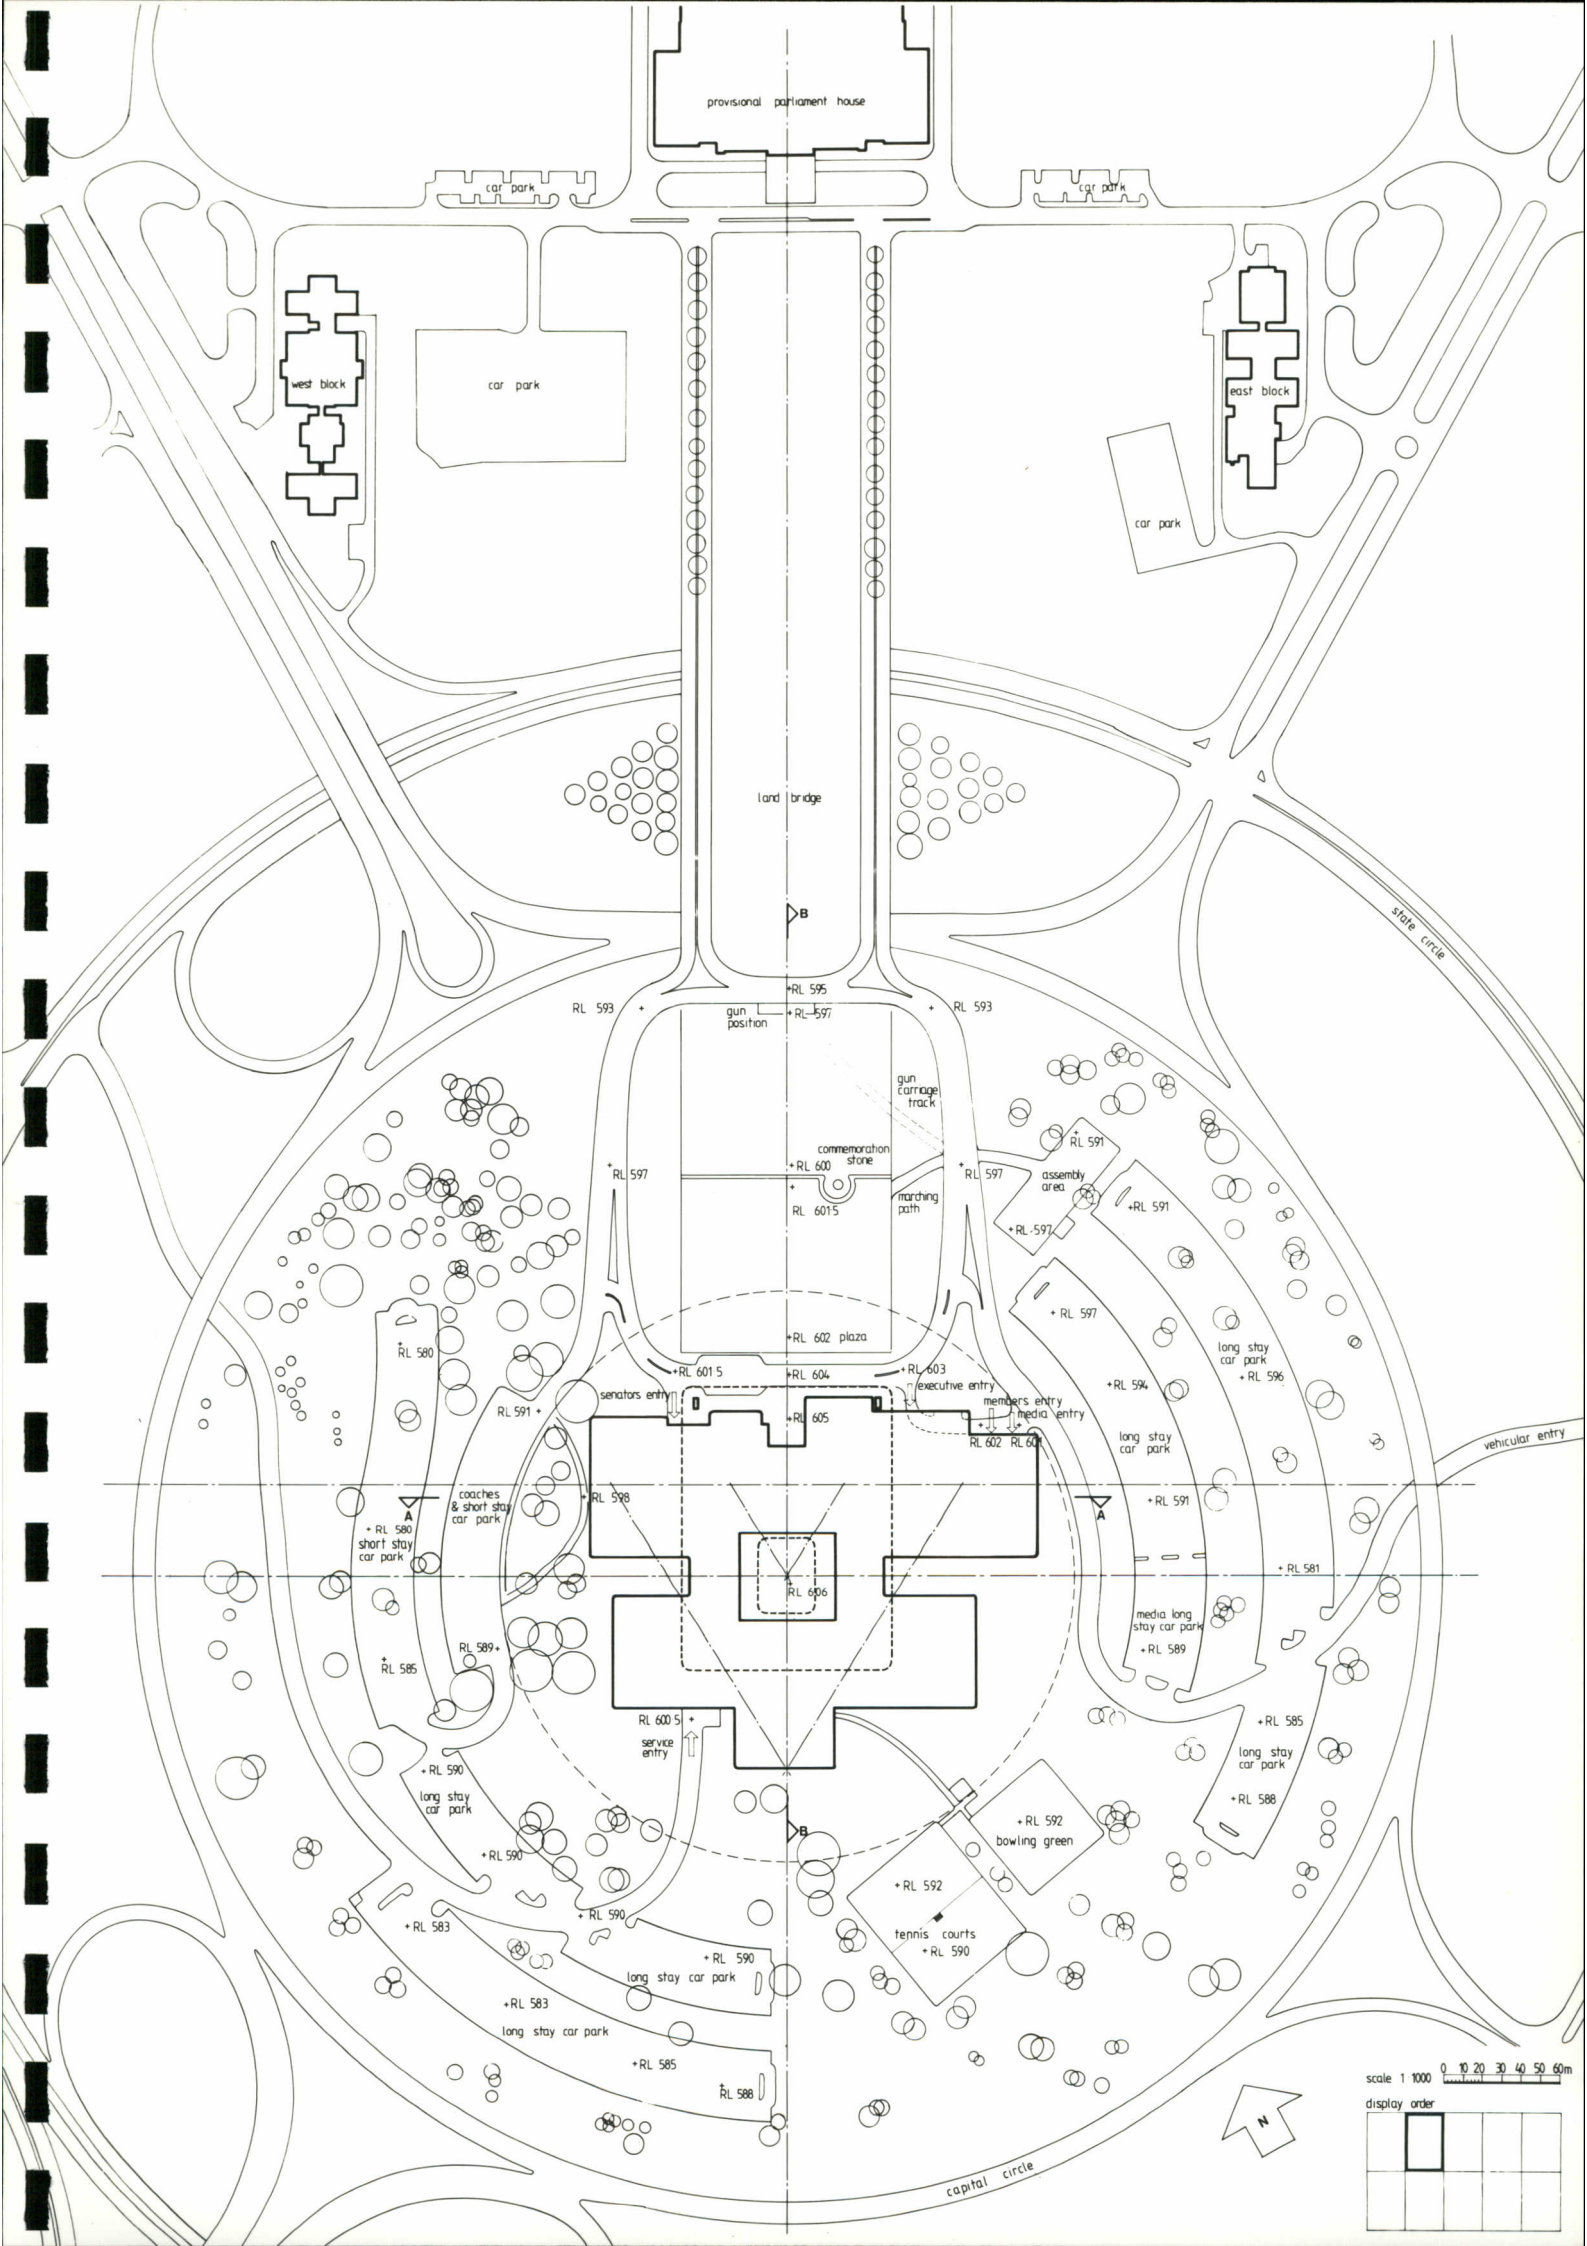 provisional parliament house
car park
car park
west block
car park
east block
car park
land bridge
B
state circle
RL 595
RL 593
gun
position
RL 597
RL 593
gun
carriage
track
RL 591
commemoration
stone
RL 600
RL 597
RL 597
assembly
area
marching
path
RL 601·5
RL 591
RL 597
RL 597
RL 580
RL 602 plaza
long stay
car park
RL 596
RL 601 5
RL 604
RL 603
executive entry
senators entry
RL 594
members entry
media entry
RL 591
RL 605
RL 602
RL 601
long stay
car park
vehicular entry
coaches
& short stay
car park
A
RL 598
RL 591
A
RL 580
short stay
car park
RL 581
RL 606
media long
stay car park
RL 589
RL 589
RL 585
RL 600 5
service
entry
RL 585
long stay
car park
RL 590
long stay
car park
RL 588
B
RL 592
bowling green
RL 590
RL 592
RL 583
RL 590
tennis courts
RL 590
RL 590
long stay car park
RL 583
long stay car park
RL 585
RL 588
scale 1 1000
0 10 20 30 40 50 60m
display order
N
capital circle